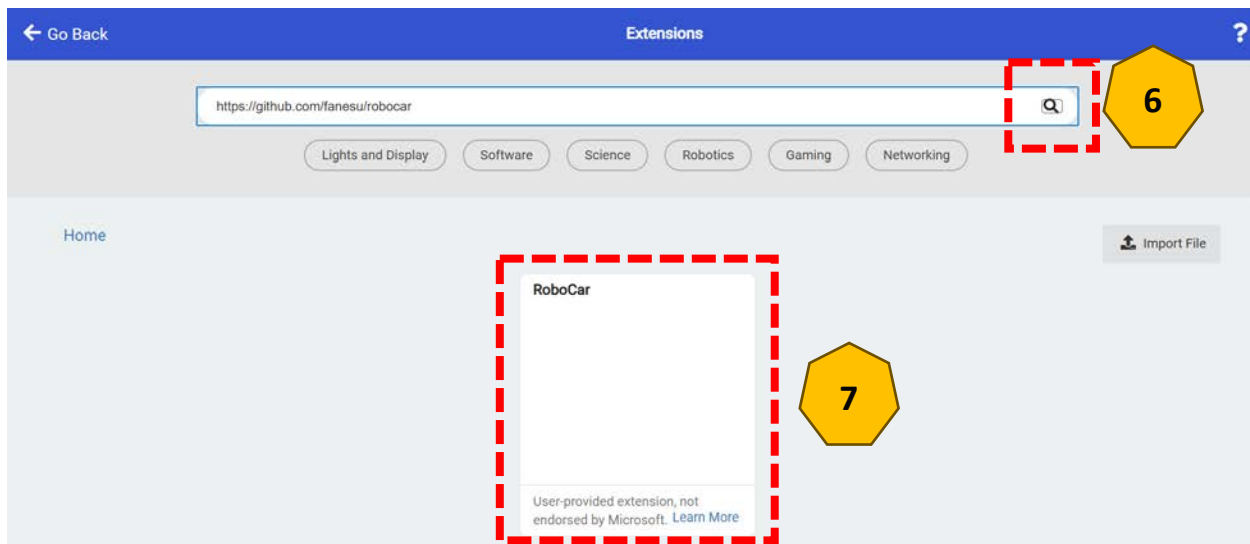 Go Back
Extensions
?
https://github.com/fanesu/robocar
6
Lights and Display
Software
Science
Robotics
Gaming
Networking
Home
Import File
RoboCar
7
User-provided extension, not
endorsed by Microsoft. Learn More